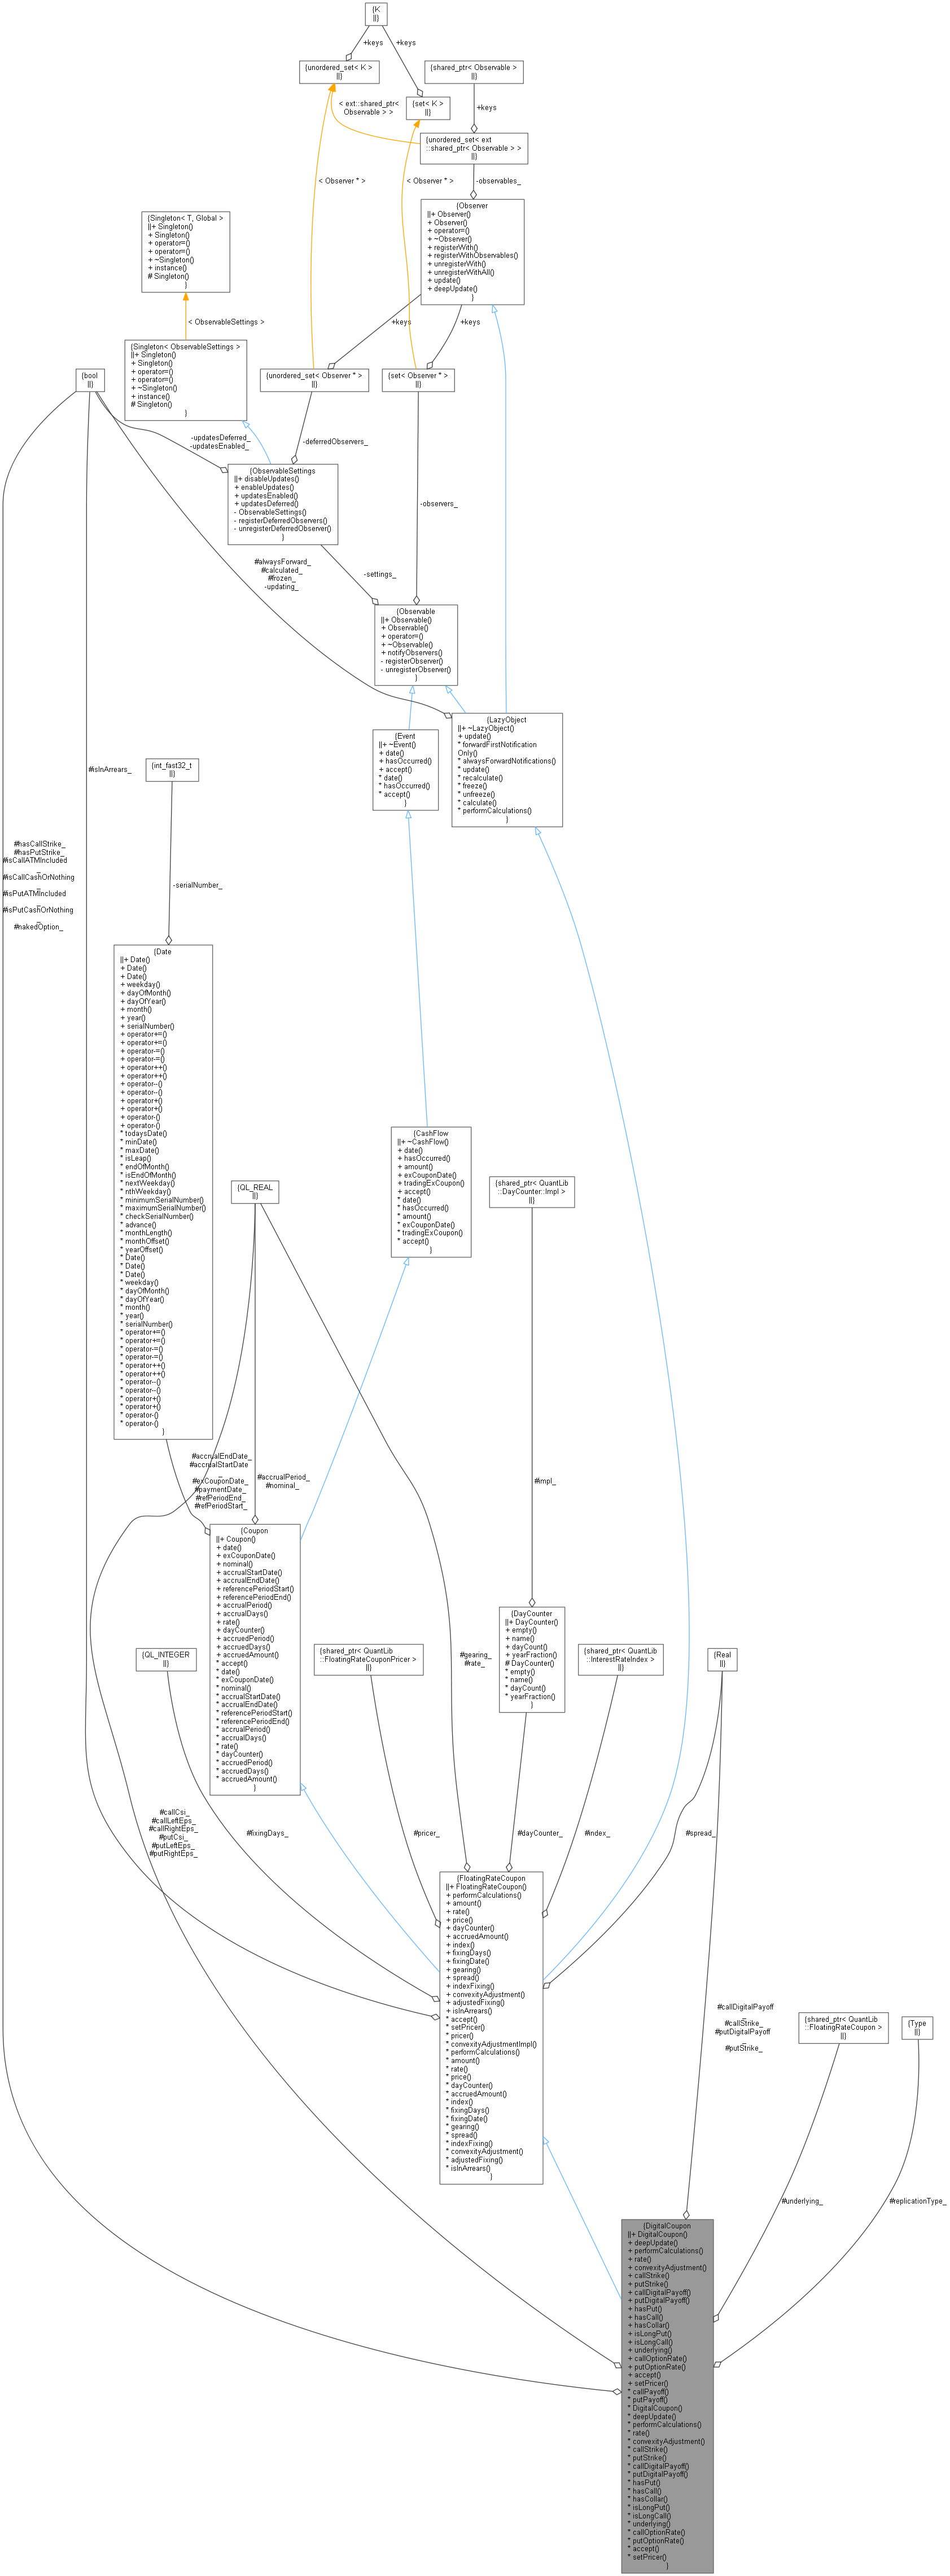 {K
||}
+keys
+keys
{unordered_set< K >
||}
{shared_ptr< Observable >
||}
< ext::shared_ptr<
Observable > >
{set< K >
||}
+keys
{unordered_set< ext
::shared_ptr< Observable > >
||}
< Observer * >
< Observer * >
-observables_
{Observer
||+ Observer()
+ Observer()
+ operator=()
+ ~Observer()
+ registerWith()
+ registerWithObservables()
+ unregisterWith()
+ unregisterWithAll()
+ update()
+ deepUpdate()
}
{Singleton< T, Global >
||+ Singleton()
+ Singleton()
+ operator=()
+ operator=()
+ ~Singleton()
+ instance()
# Singleton()
}
< ObservableSettings >
+keys
+keys
{Singleton< ObservableSettings >
||+ Singleton()
+ Singleton()
+ operator=()
+ operator=()
+ ~Singleton()
+ instance()
# Singleton()
}
{bool
||}
{unordered_set< Observer * >
||}
{set< Observer * >
||}
-updatesDeferred_
-updatesEnabled_
-deferredObservers_
{ObservableSettings
||+ disableUpdates()
+ enableUpdates()
+ updatesEnabled()
+ updatesDeferred()
- ObservableSettings()
- registerDeferredObservers()
- unregisterDeferredObserver()
}
-observers_
#alwaysForward_
#calculated_
#frozen_
-updating_
-settings_
{Observable
||+ Observable()
+ Observable()
+ operator=()
+ ~Observable()
+ notifyObservers()
- registerObserver()
- unregisterObserver()
}
{Event
||+ ~Event()
+ date()
+ hasOccurred()
+ accept()
* date()
* hasOccurred()
* accept()
}
{LazyObject
||+ ~LazyObject()
+ update()
* forwardFirstNotification
Only()
* alwaysForwardNotifications()
* update()
* recalculate()
* freeze()
* unfreeze()
* calculate()
* performCalculations()
}
#isInArrears_
{int_fast32_t
||}
#hasCallStrike_
#hasPutStrike_
#isCallATMIncluded
_
#isCallCashOrNothing
_
#isPutATMIncluded
_
#isPutCashOrNothing
_
#nakedOption_
-serialNumber_
{Date
||+ Date()
+ Date()
+ Date()
+ weekday()
+ dayOfMonth()
+ dayOfYear()
+ month()
+ year()
+ serialNumber()
+ operator+=()
+ operator+=()
+ operator-=()
+ operator-=()
+ operator++()
+ operator++()
+ operator--()
+ operator--()
+ operator+()
+ operator+()
+ operator-()
+ operator-()
* todaysDate()
* minDate()
* maxDate()
* isLeap()
* endOfMonth()
* isEndOfMonth()
* nextWeekday()
* nthWeekday()
* minimumSerialNumber()
* maximumSerialNumber()
* checkSerialNumber()
* advance()
* monthLength()
* monthOffset()
* yearOffset()
* Date()
* Date()
* Date()
* weekday()
* dayOfMonth()
* dayOfYear()
* month()
* year()
* serialNumber()
* operator+=()
* operator+=()
* operator-=()
* operator-=()
* operator++()
* operator++()
* operator--()
* operator--()
* operator+()
* operator+()
* operator-()
* operator-()
}
{CashFlow
||+ ~CashFlow()
+ date()
+ hasOccurred()
+ amount()
+ exCouponDate()
+ tradingExCoupon()
+ accept()
* date()
* hasOccurred()
* amount()
* exCouponDate()
* tradingExCoupon()
* accept()
}
{QL_REAL
||}
{shared_ptr< QuantLib
::DayCounter::Impl >
||}
#accrualEndDate_
#accrualStartDate
_
#exCouponDate_
#paymentDate_
#refPeriodEnd_
#refPeriodStart_
#accrualPeriod_
#nominal_
#impl_
{Coupon
||+ Coupon()
+ date()
+ exCouponDate()
+ nominal()
+ accrualStartDate()
+ accrualEndDate()
+ referencePeriodStart()
+ referencePeriodEnd()
+ accrualPeriod()
+ accrualDays()
+ rate()
+ dayCounter()
+ accruedPeriod()
+ accruedDays()
+ accruedAmount()
* accept()
* date()
* exCouponDate()
* nominal()
* accrualStartDate()
* accrualEndDate()
* referencePeriodStart()
* referencePeriodEnd()
* accrualPeriod()
* accrualDays()
* rate()
* dayCounter()
* accruedPeriod()
* accruedDays()
* accruedAmount()
}
{DayCounter
||+ DayCounter()
+ empty()
+ name()
+ dayCount()
+ yearFraction()
# DayCounter()
* empty()
* name()
* dayCount()
* yearFraction()
}
{QL_INTEGER
||}
{shared_ptr< QuantLib
::FloatingRateCouponPricer >
||}
#gearing_
#rate_
{shared_ptr< QuantLib
::InterestRateIndex >
||}
{Real
||}
#callCsi_
#callLeftEps_
#callRightEps_
#putCsi_
#putLeftEps_
#putRightEps_
#fixingDays_
#pricer_
#dayCounter_
#index_
#spread_
{FloatingRateCoupon
||+ FloatingRateCoupon()
+ performCalculations()
+ amount()
+ rate()
+ price()
+ dayCounter()
+ accruedAmount()
+ index()
+ fixingDays()
+ fixingDate()
+ gearing()
+ spread()
+ indexFixing()
+ convexityAdjustment()
+ adjustedFixing()
+ isInArrears()
* accept()
* setPricer()
* pricer()
* convexityAdjustmentImpl()
* performCalculations()
* amount()
* rate()
* price()
* dayCounter()
* accruedAmount()
* index()
* fixingDays()
* fixingDate()
* gearing()
* spread()
* indexFixing()
* convexityAdjustment()
* adjustedFixing()
* isInArrears()
}
#callDigitalPayoff
_
#callStrike_
#putDigitalPayoff
_
#putStrike_
{shared_ptr< QuantLib
::FloatingRateCoupon >
||}
{Type
||}
#underlying_
#replicationType_
{DigitalCoupon
||+ DigitalCoupon()
+ deepUpdate()
+ performCalculations()
+ rate()
+ convexityAdjustment()
+ callStrike()
+ putStrike()
+ callDigitalPayoff()
+ putDigitalPayoff()
+ hasPut()
+ hasCall()
+ hasCollar()
+ isLongPut()
+ isLongCall()
+ underlying()
+ callOptionRate()
+ putOptionRate()
+ accept()
+ setPricer()
* callPayoff()
* putPayoff()
* DigitalCoupon()
* deepUpdate()
* performCalculations()
* rate()
* convexityAdjustment()
* callStrike()
* putStrike()
* callDigitalPayoff()
* putDigitalPayoff()
* hasPut()
* hasCall()
* hasCollar()
* isLongPut()
* isLongCall()
* underlying()
* callOptionRate()
* putOptionRate()
* accept()
* setPricer()
}